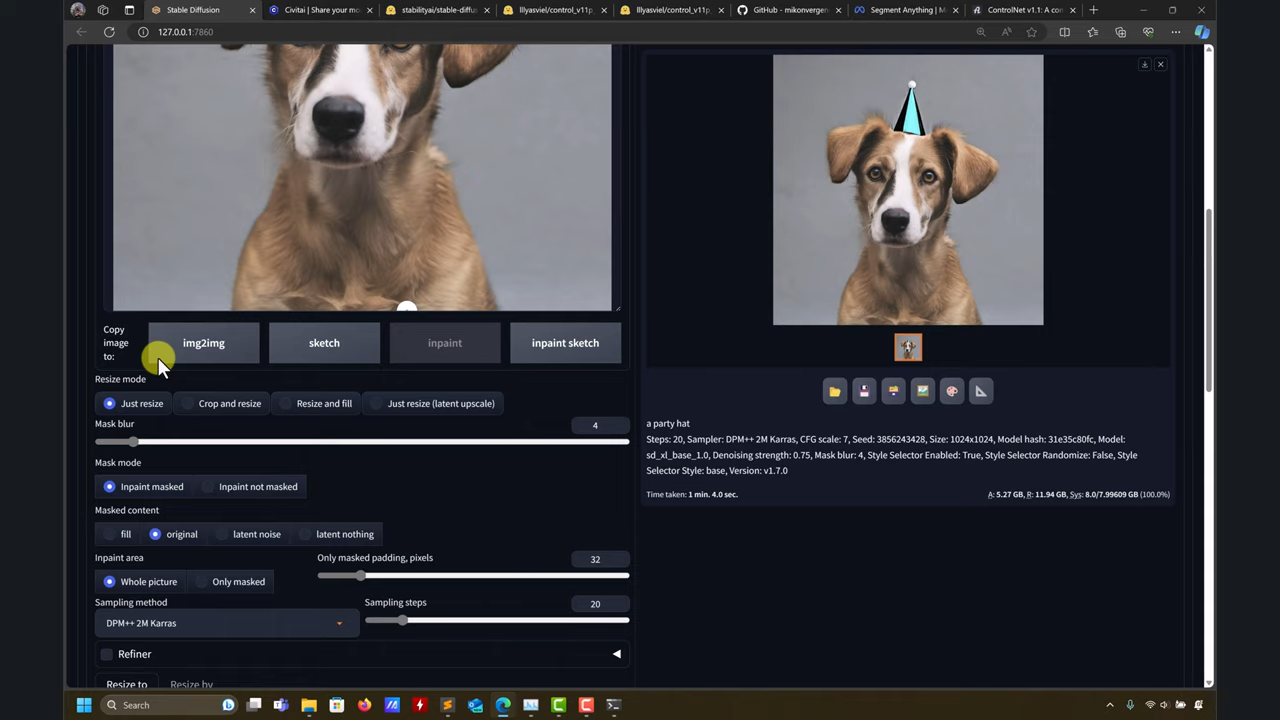 Stable Diffusion
Civitai | Share your mod
stabilityai/stable-diffus
lllyasviel/control_v11p
lllyasviel/control_v11p
GitHub - mikonvergen
Segment Anything | M
ControlNet v1.1: A con
127.0.0.1:7860
Copy image to:
img2img
sketch
inpaint
inpaint sketch
Resize mode
Just resize
Crop and resize
Resize and fill
Just resize (latent upscale)
Mask blur
4
Mask mode
Inpaint masked
Inpaint not masked
Masked content
fill
original
latent noise
latent nothing
Inpaint area
Only masked padding, pixels
32
Whole picture
Only masked
Sampling method
Sampling steps
20
DPM++ 2M Karras
Refiner
Resize to
Resize by
a party hat
Steps: 20, Sampler: DPM++ 2M Karras, CFG scale: 7, Seed: 3856243428, Size: 1024x1024, Model hash: 31e35c80fc, Model:
sd_xl_base_1.0, Denoising strength: 0.75, Mask blur: 4, Style Selector Enabled: True, Style Selector Randomize: False, Style
Selector Style: base, Version: v1.7.0
Time taken: 1 min. 4.0 sec.
A: 5.27 GB, R: 11.94 GB, Sys: 8.0/7.99609 GB (100.0%)
Search